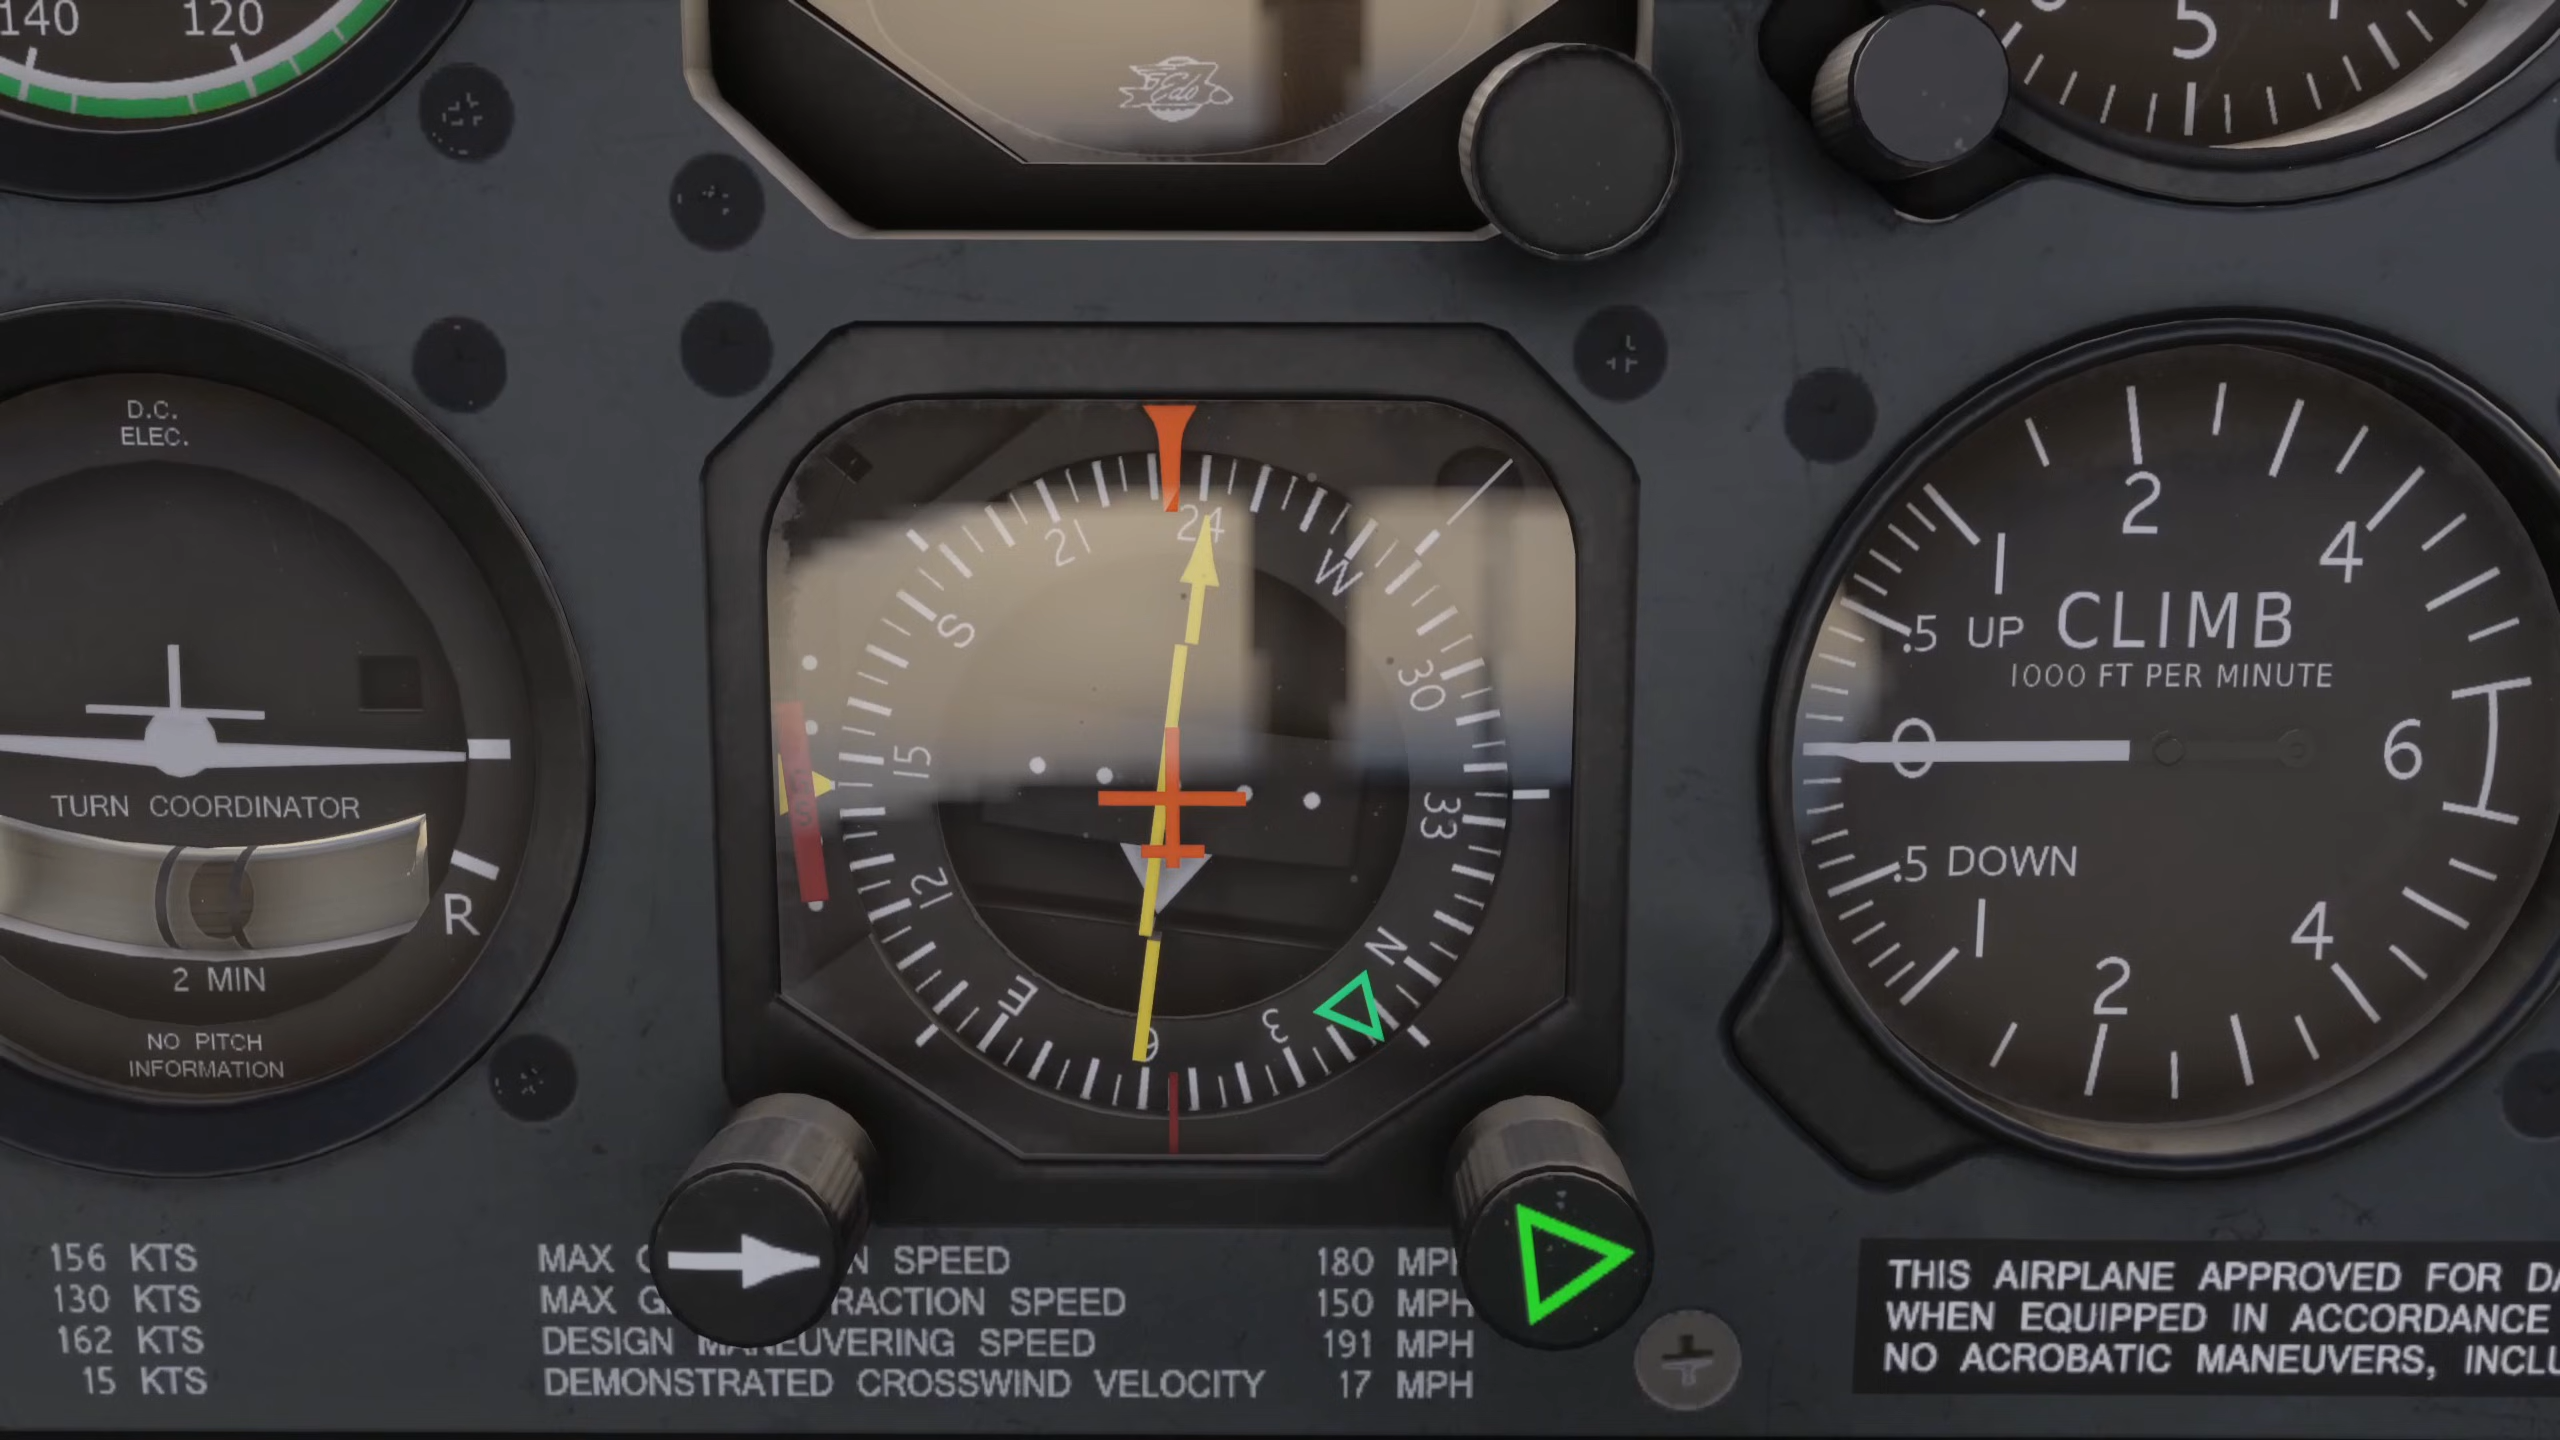 140 120
5
Edo
D.C.
ELEC.
TURN COORDINATOR
R
2 MIN
NO PITCH
INFORMATION
21 24 W 30 33 N 3 6 E 12 15 S
2
4
.5 UP CLIMB
1
1000 FT PER MINUTE
0 6
.5 DOWN
1
2
4
156 KTS
130 KTS
162 KTS
15 KTS
MAX SPEED 180 MPH
MAX SPEED 150 MPH
DESIGN MANEUVERING SPEED 191 MPH
DEMONSTRATED CROSSWIND VELOCITY 17 MPH
THIS AIRPLANE APPROVED FOR
WHEN EQUIPPED IN ACCORDANCE
NO ACROBATIC MANEUVERS,